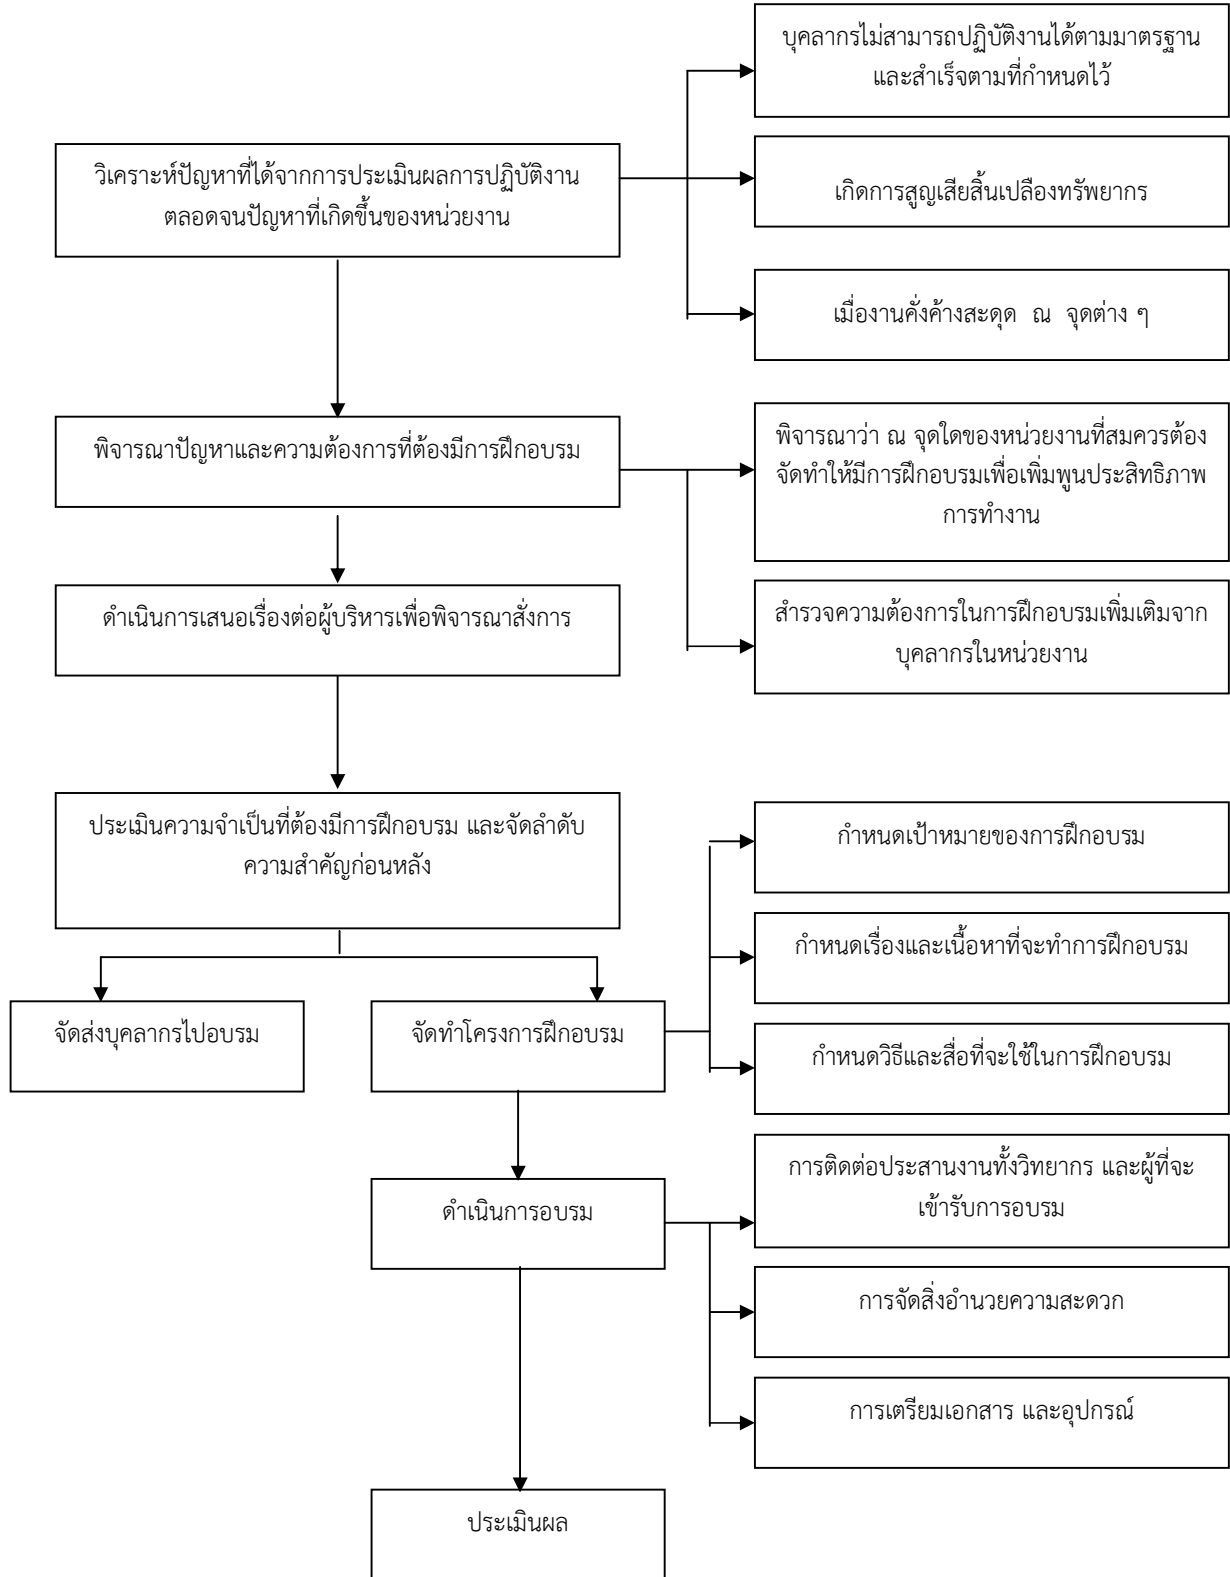 บุคลากรไม่สามารถปฏิบัติงานได้ตามมาตรฐาน
และสำเร็จตามที่กำหนดไว้
วิเคราะห์ปัญหาที่ได้จากการประเมินผลการปฏิบัติงาน
ตลอดจนปัญหาที่เกิดขึ้นของหน่วยงาน
เกิดการสูญเสียสิ้นเปลืองทรัพยากร
เมื่องานคั่งค้างสะดุด ณ จุดต่าง ๆ
พิจารณาปัญหาและความต้องการที่ต้องมีการฝึกอบรม
พิจารณาว่า ณ จุดใดของหน่วยงานที่สมควรต้อง
จัดทำให้มีการฝึกอบรมเพื่อเพิ่มพูนประสิทธิภาพ
การทำงาน
ดำเนินการเสนอเรื่องต่อผู้บริหารเพื่อพิจารณาสั่งการ
สำรวจความต้องการในการฝึกอบรมเพิ่มเติมจาก
บุคลากรในหน่วยงาน
ประเมินความจำเป็นที่ต้องมีการฝึกอบรม และจัดลำดับ
ความสำคัญก่อนหลัง
กำหนดเป้าหมายของการฝึกอบรม
กำหนดเรื่องและเนื้อหาที่จะทำการฝึกอบรม
จัดส่งบุคลากรไปอบรม
จัดทำโครงการฝึกอบรม
กำหนดวิธีและสื่อที่จะใช้ในการฝึกอบรม
การติดต่อประสานงานทั้งวิทยากร และผู้ที่จะ
เข้ารับการอบรม
ดำเนินการอบรม
การจัดสิ่งอำนวยความสะดวก
การเตรียมเอกสาร และอุปกรณ์
ประเมินผล